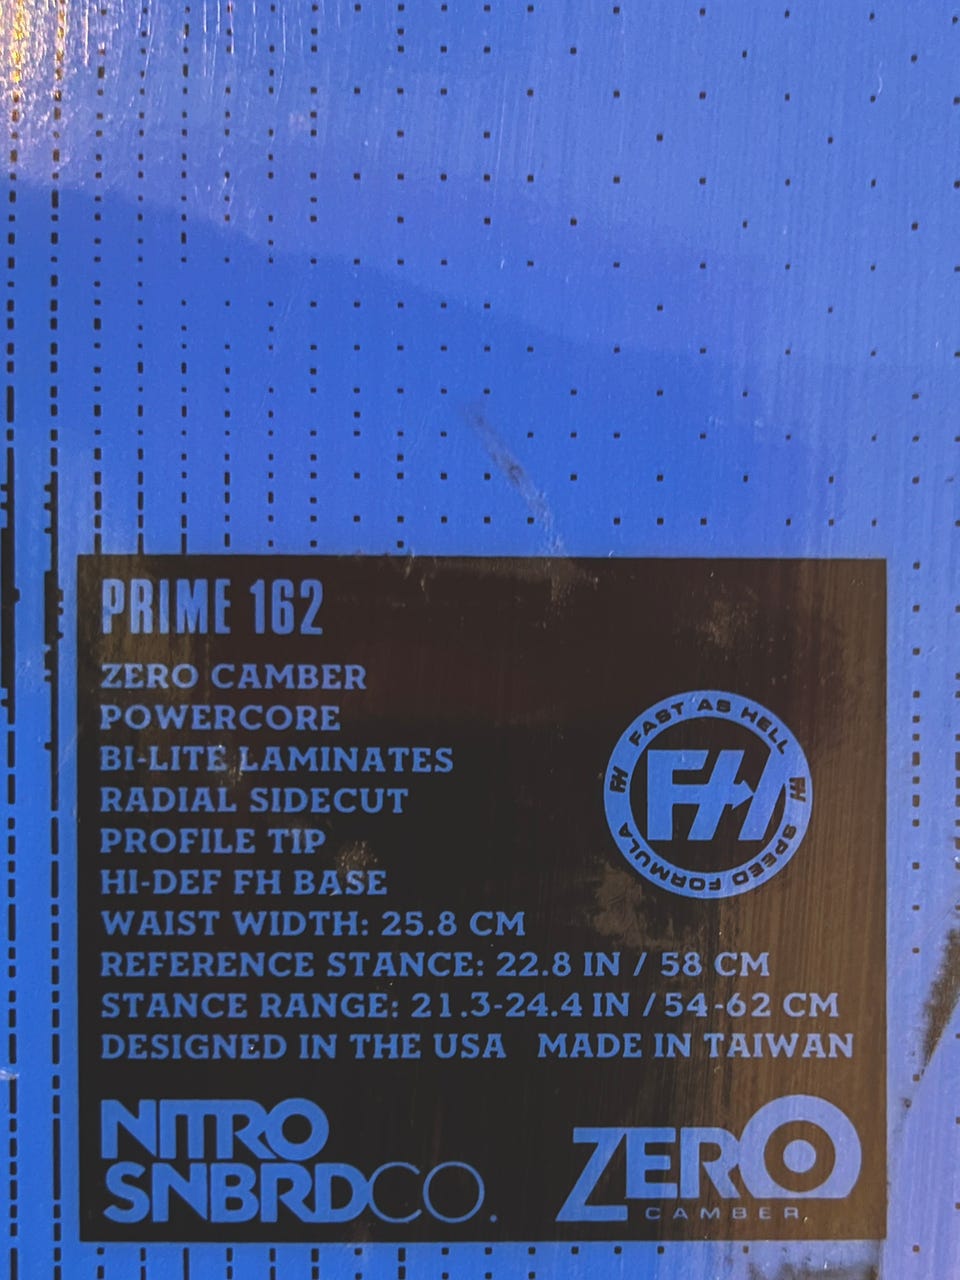 PRIME 162
ZERO CAMBER
POWERCORE
BI-LITE LAMINATES
RADIAL SIDECUT
PROFILE TIP
HI-DEF FH BASE
WAIST WIDTH: 25.8 CM
REFERENCE STANCE: 22.8 IN / 58 CM
STANCE RANGE: 21.3-24.4 IN / 54-62 CM
DESIGNED IN THE USA MADE IN TAIWAN
FAST AS HELL
FH
FH
FH
SPEED FORMULA
NITRO
SNBRDCO.
ZERO
CAMBER